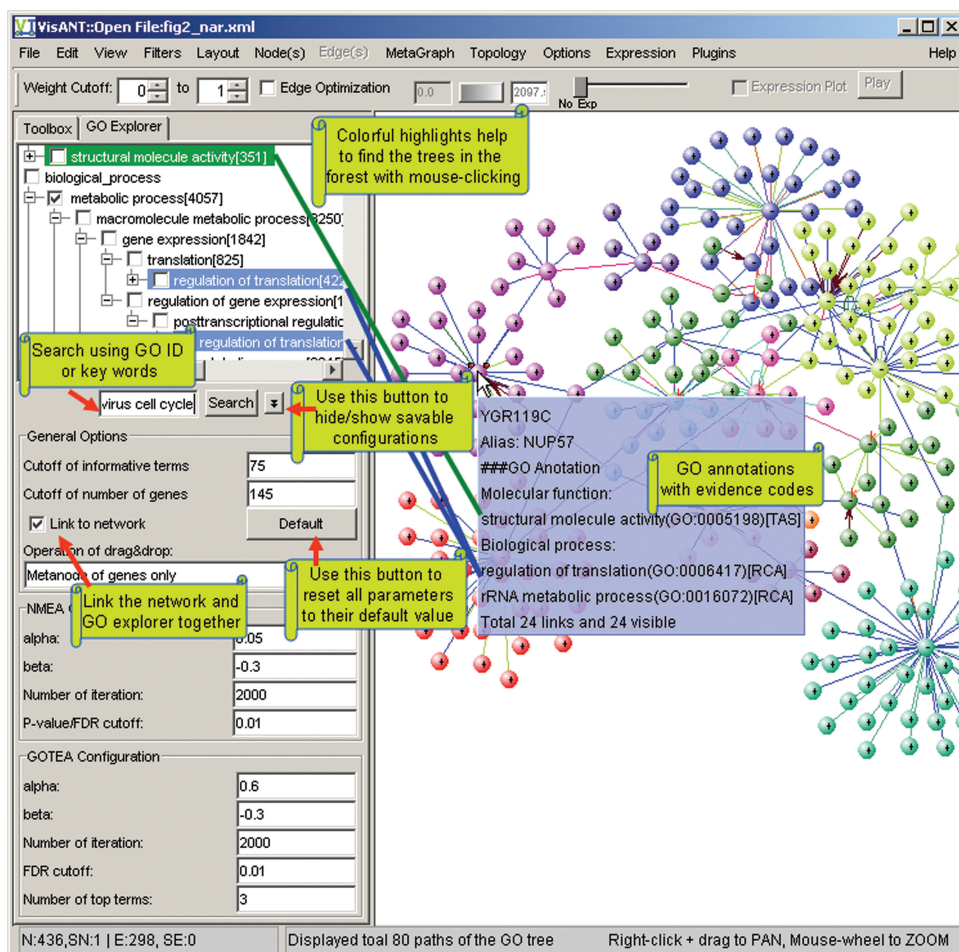 VisANT::Open File:fig2_nar.xml
File Edit View Filters Layout Node(s) Edge(s) MetaGraph Topology Options Expression Plugins Help
Weight Cutoff: 0 to 1 Edge Optimization 0.0 2097. No Exp Expression Plot Play
Toolbox GO Explorer
Colorful highlights help
to find the trees in the
forest with mouse-clicking
structural molecule activity[351]
biological_process
metabolic process[4057]
macromolecule metabolic process[3250]
gene expression[1842]
translation[825]
regulation of translation[422
regulation of gene expression[1
posttranscriptional regulatio
regulation of translation
Search using GO ID
or key words
virus cell cycle Search
Use this button to
hide/show savable
configurations
General Options
Cutoff of informative terms 75
Cutoff of number of genes 145
Link to network Default
Operation of drag&drop:
Metanode of genes only
Link the network and
GO explorer together
Use this button to
reset all parameters
to their default value
YGR119C
Alias: NUP57
###GO Anotation
Molecular function:
structural molecule activity(GO:0005198)[TAS]
Biological process:
regulation of translation(GO:0006417)[RCA]
rRNA metabolic process(GO:0016072)[RCA]
Total 24 links and 24 visible
GO annotations
with evidence codes
NMEA
alpha: 0.05
beta: -0.3
Number of iteration: 2000
P-value/FDR cutoff: 0.01
GOTEA Configuration
alpha: 0.6
beta: -0.3
Number of iteration: 2000
FDR cutoff: 0.01
Number of top terms: 3
N:436,SN:1 | E:298, SE:0 Displayed toal 80 paths of the GO tree Right-click + drag to PAN, Mouse-wheel to ZOOM